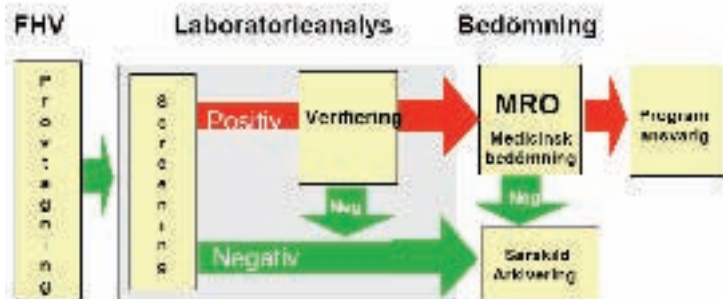 FHV
Laboratorieanalys
Bedömning
Provtagning
Screening
Positiv
Verifiering
MRO
Medicinsk
bedömning
Program
ansvarig
Neg
Neg
Negativ
Särskild
Arkivering